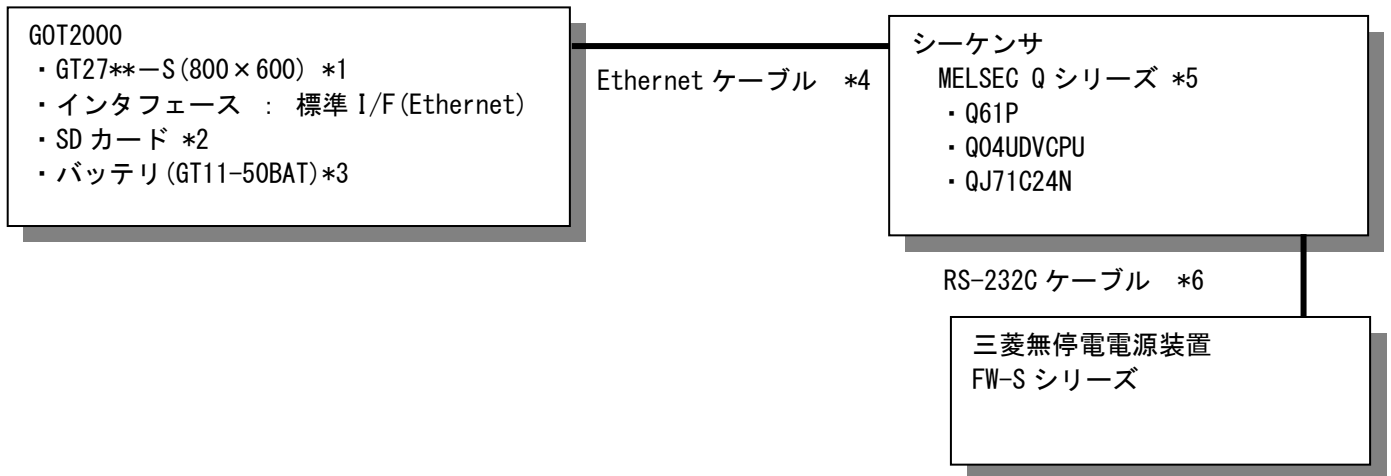 GOT2000
・GT27**－S(800×600) *1
・インタフェース : 標準 I/F(Ethernet)
・SD カード *2
・バッテリ(GT11-50BAT)*3
Ethernet ケーブル *4
シーケンサ
MELSEC Q シリーズ *5
・Q61P
・Q04UDVCPU
・QJ71C24N
RS-232C ケーブル *6
三菱無停電電源装置
FW-S シリーズ